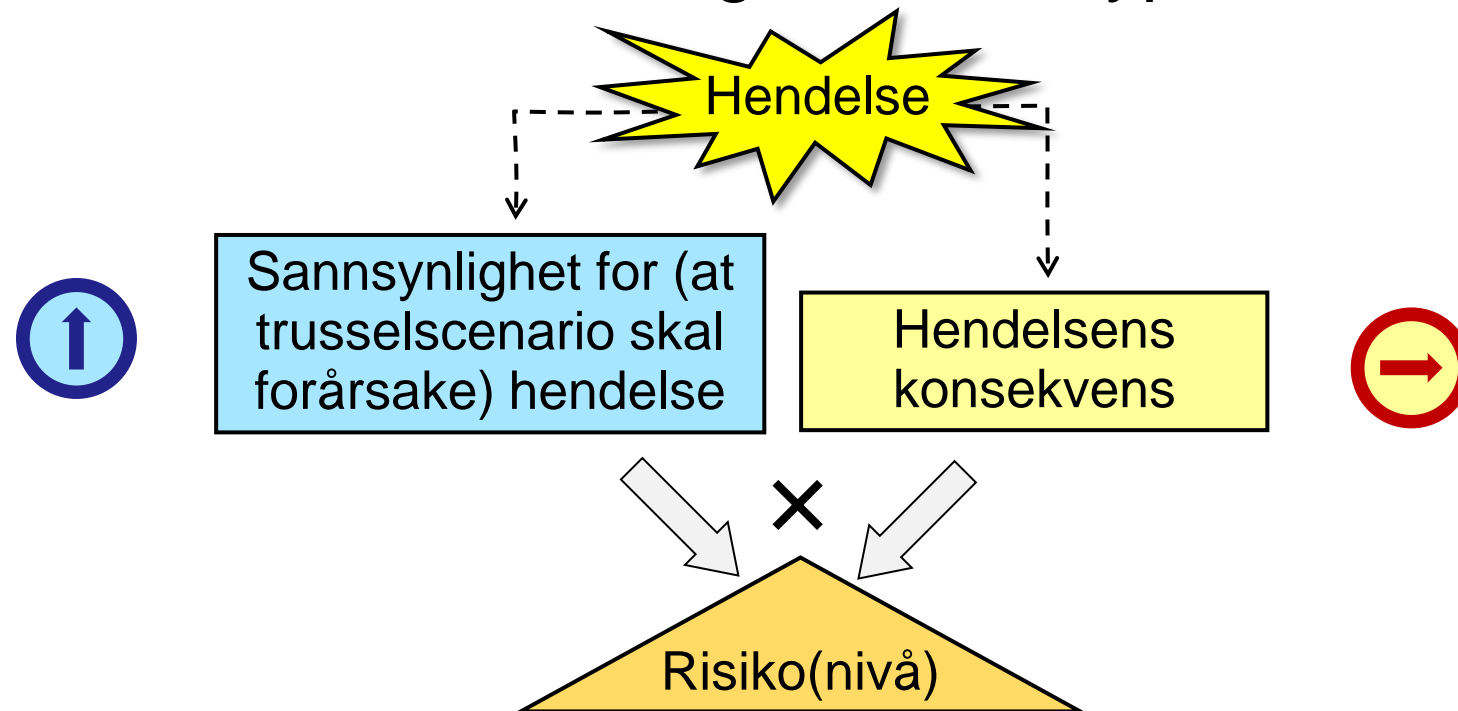 Hendelse
Sannsynlighet for (at
trusselscenario skal
forårsake) hendelse
Hendelsens
konsekvens
×
Risiko(nivå)